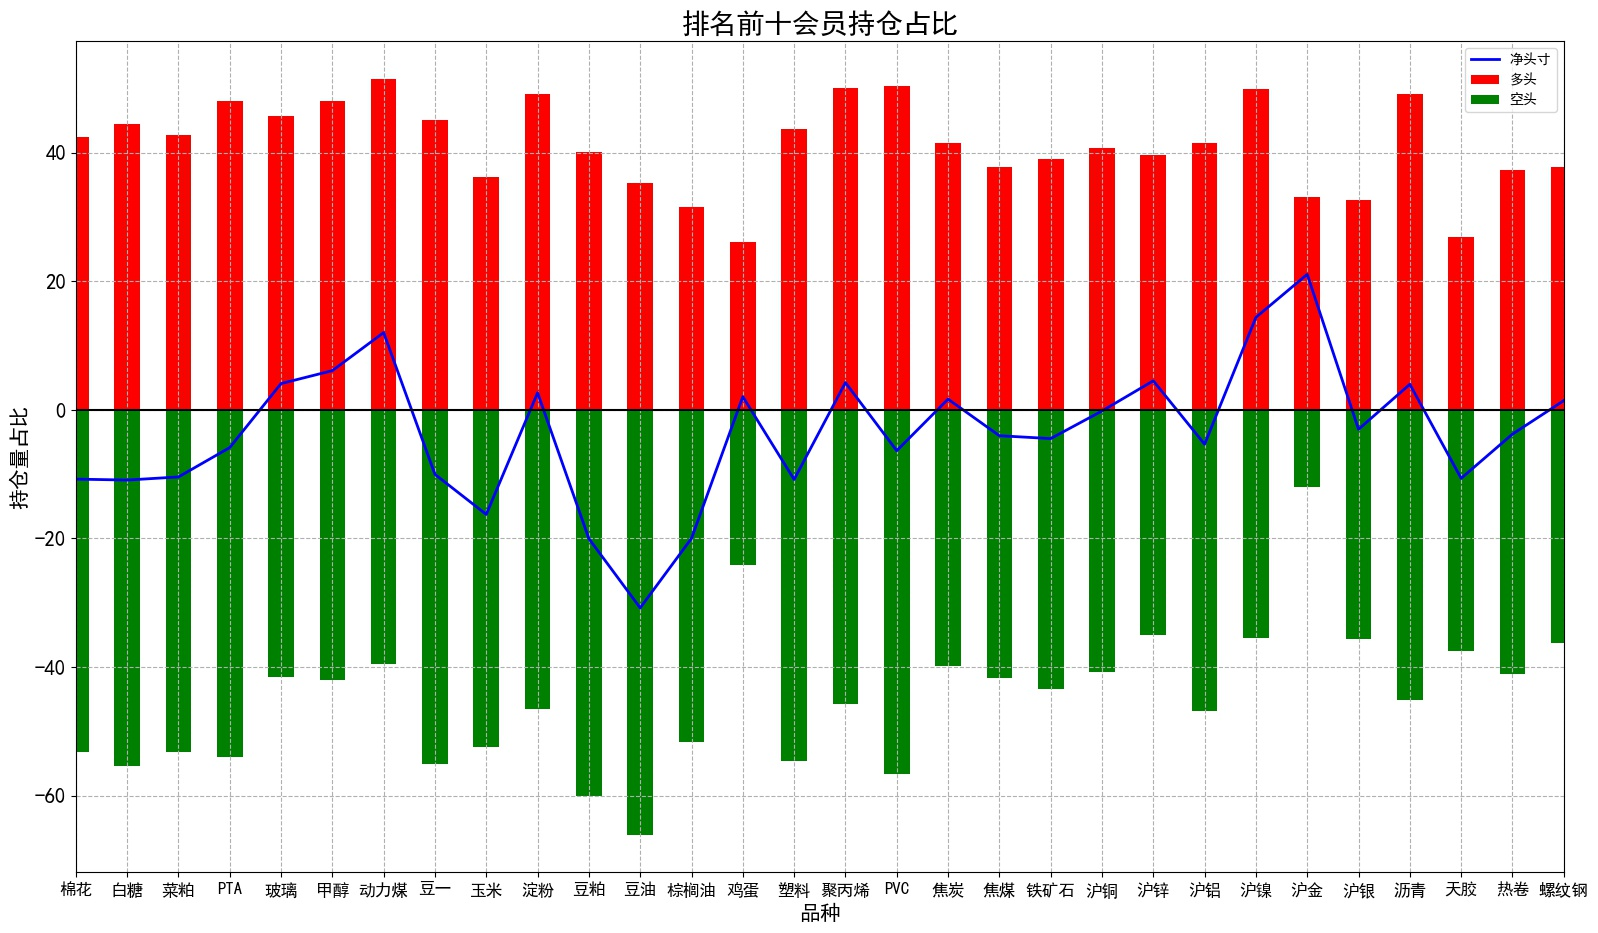 排名前十会员持仓占比
净头寸
多头
空头
持仓量占比
40
20
0
−20
−40
−60
棉花 白糖 菜粕 PTA 玻璃 甲醇 动力煤 豆一 玉米 淀粉 豆粕 豆油 棕榈油 鸡蛋 塑料 聚丙烯 PVC 焦炭 焦煤 铁矿石 沪铜 沪锌 沪铝 沪镍 沪金 沪银 沥青 天胶 热卷 螺纹钢
品种